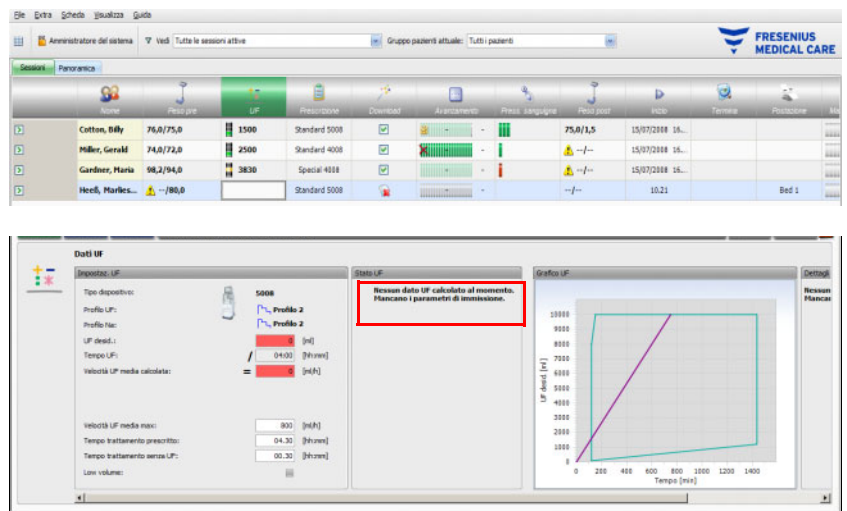 File Extra Scheda Visualizza Guida
Amministratore del sistema Vedi Tutte le sessioni attive Gruppo pazienti attuale: Tutti i pazienti
FRESENIUS
MEDICAL CARE
Sessioni Panoramica
Nome Peso pre UF Prescrizione Download Avanzamento Press. sanguigna Peso post Inizio Termine Postazione
Cotton, Billy 76,0/75,0 1500 Standard 5008 - - 75,0/1,5 15/07/2008 16...
Miller, Gerald 74,0/72,0 2500 Standard 4008 - - --/-- 15/07/2008 16...
Gardner, Maria 98,2/94,0 3830 Special 4008 - - --/-- 15/07/2008 16...
Heeß, Marlies... --/80,0 Standard 5008 - - --/-- 10.21 Bed 1
Dati UF
Impostaz. UF
Tipo dispositivo: 5008
Profilo UF: Profilo 2
Profilo Na: Profilo 2
UF desid.: 0 [ml]
Tempo UF: / 04:00 [hh:mm]
Velocità UF media calcolata: = 0 [ml/h]
Velocità UF media max: 800 [ml/h]
Tempo trattamento prescritto: 04.30 [hh:mm]
Tempo trattamento senza UF: 00.30 [hh:mm]
Low volume:
Stato UF
Nessun dato UF calcolato al momento.
Mancano i parametri di immissione.
Grafico UF
UF desid. [ml]
10000
9000
8000
7000
6000
5000
4000
3000
2000
1000
0
0 200 400 600 800 1000 1200 1400
Tempo [min]
Dettagli
Nessun
Mancan